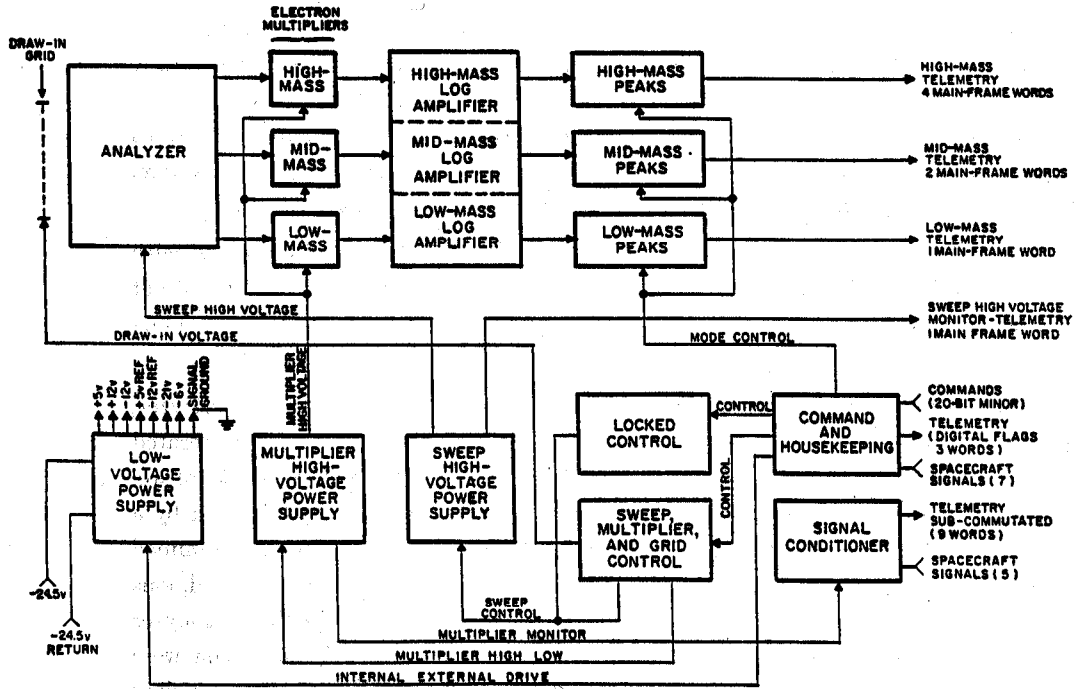 ELECTRON
MULTIPLIERS
DRAW-IN
GRID
ANALYZER
HIGH-
MASS
MID-
MASS
LOW-
MASS
HIGH-MASS
LOG
AMPLIFIER
MID-MASS
LOG
AMPLIFIER
LOW-MASS
LOG
AMPLIFIER
HIGH-MASS
PEAKS
MID-MASS
PEAKS
LOW-MASS
PEAKS
HIGH-MASS
TELEMETRY
4 MAIN-FRAME WORDS
MID-MASS
TELEMETRY
2 MAIN-FRAME WORDS
LOW-MASS
TELEMETRY
1 MAIN-FRAME WORD
SWEEP HIGH VOLTAGE
MONITOR-TELEMETRY
1 MAIN FRAME WORD
SWEEP HIGH VOLTAGE
DRAW-IN VOLTAGE
MODE CONTROL
+5v
+12v
-12v
+5vREF
-12vREF
-21v
-6v
SIGNAL
GROUND
MULTIPLIER
HIGH VOLTAGE
LOW-
VOLTAGE
POWER
SUPPLY
MULTIPLIER
HIGH-
VOLTAGE
POWER
SUPPLY
SWEEP
HIGH-
VOLTAGE
POWER
SUPPLY
LOCKED
CONTROL
CONTROL
COMMAND
AND
HOUSEKEEPING
CONTROL
SWEEP,
MULTIPLIER,
AND GRID
CONTROL
SIGNAL
CONDITIONER
COMMANDS
(20-BIT MINOR)
TELEMETRY
(DIGITAL FLAGS
3 WORDS)
SPACECRAFT
SIGNALS (7)
TELEMETRY
SUB-COMMUTATED
(9 WORDS)
SPACECRAFT
SIGNALS (5)
-24.5v
-24.5v
RETURN
SWEEP
CONTROL
MULTIPLIER MONITOR
MULTIPLIER HIGH LOW
INTERNAL EXTERNAL DRIVE